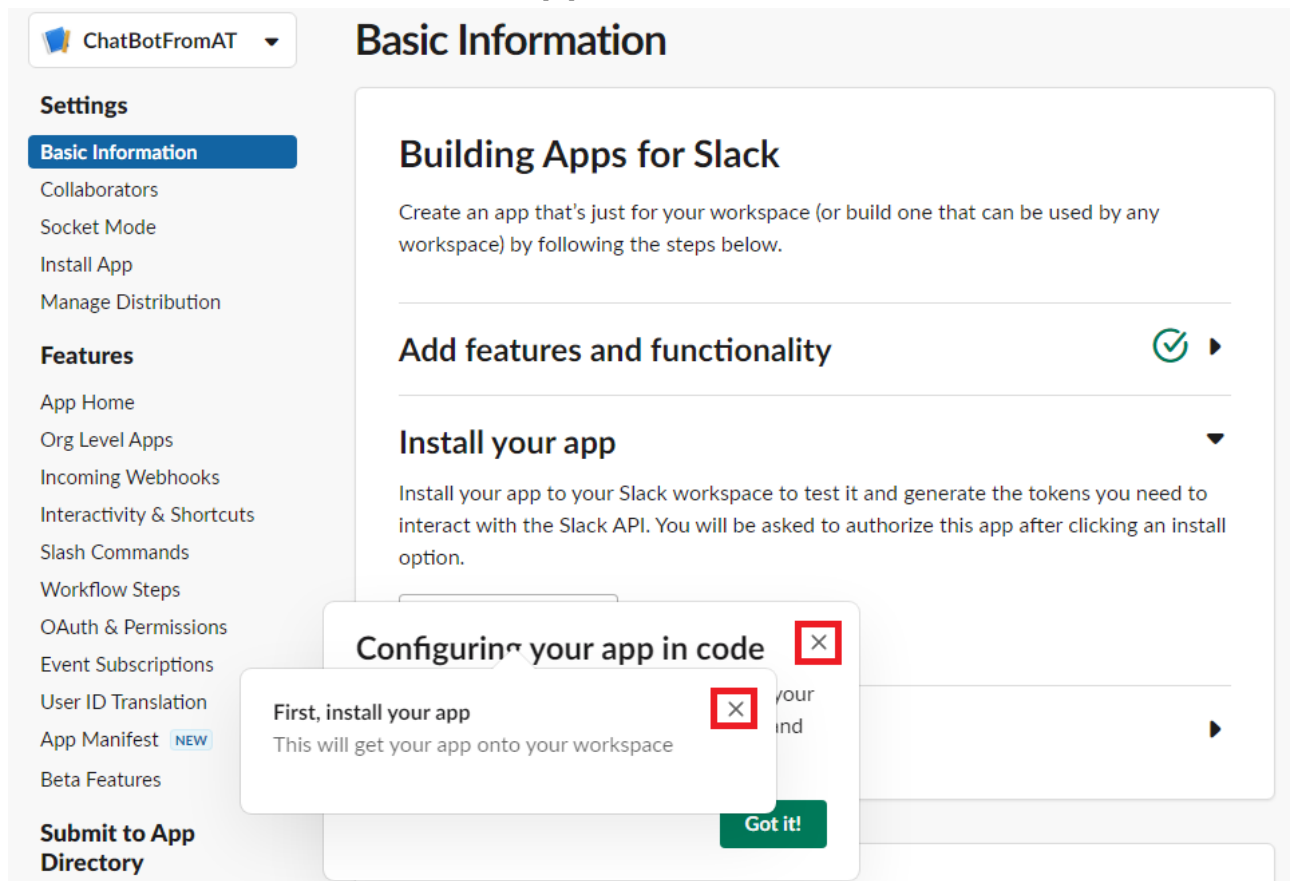 ChatBotFromAT
Basic Information
Settings
Basic Information
Collaborators
Socket Mode
Install App
Manage Distribution
Features
App Home
Org Level Apps
Incoming Webhooks
Interactivity & Shortcuts
Slash Commands
Workflow Steps
OAuth & Permissions
Event Subscriptions
User ID Translation
App Manifest NEW
Beta Features
Submit to App
Directory
Building Apps for Slack
Create an app that’s just for your workspace (or build one that can be used by any
workspace) by following the steps below.
Add features and functionality
Install your app
Install your app to your Slack workspace to test it and generate the tokens you need to
interact with the Slack API. You will be asked to authorize this app after clicking an install
option.
Configuring your app in code
your
First, install your app
This will get your app onto your workspace
Got it!